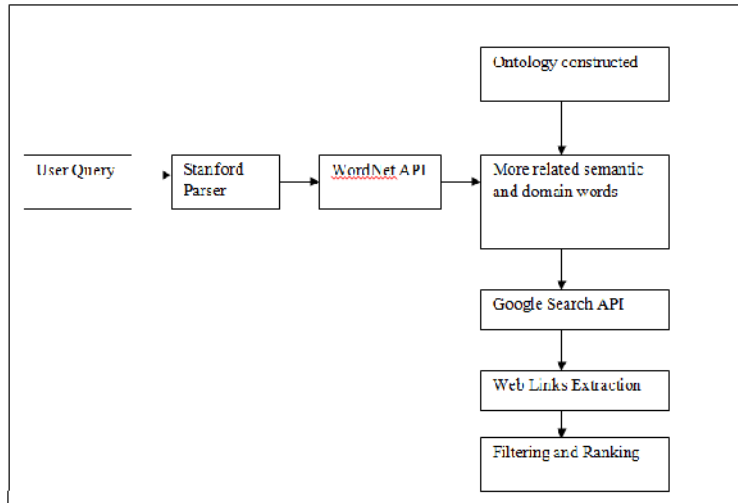 Ontology constructed
User Query
Stanford
Parser
WordNet API
More related semantic
and domain words
Google Search API
Web Links Extraction
Filtering and Ranking